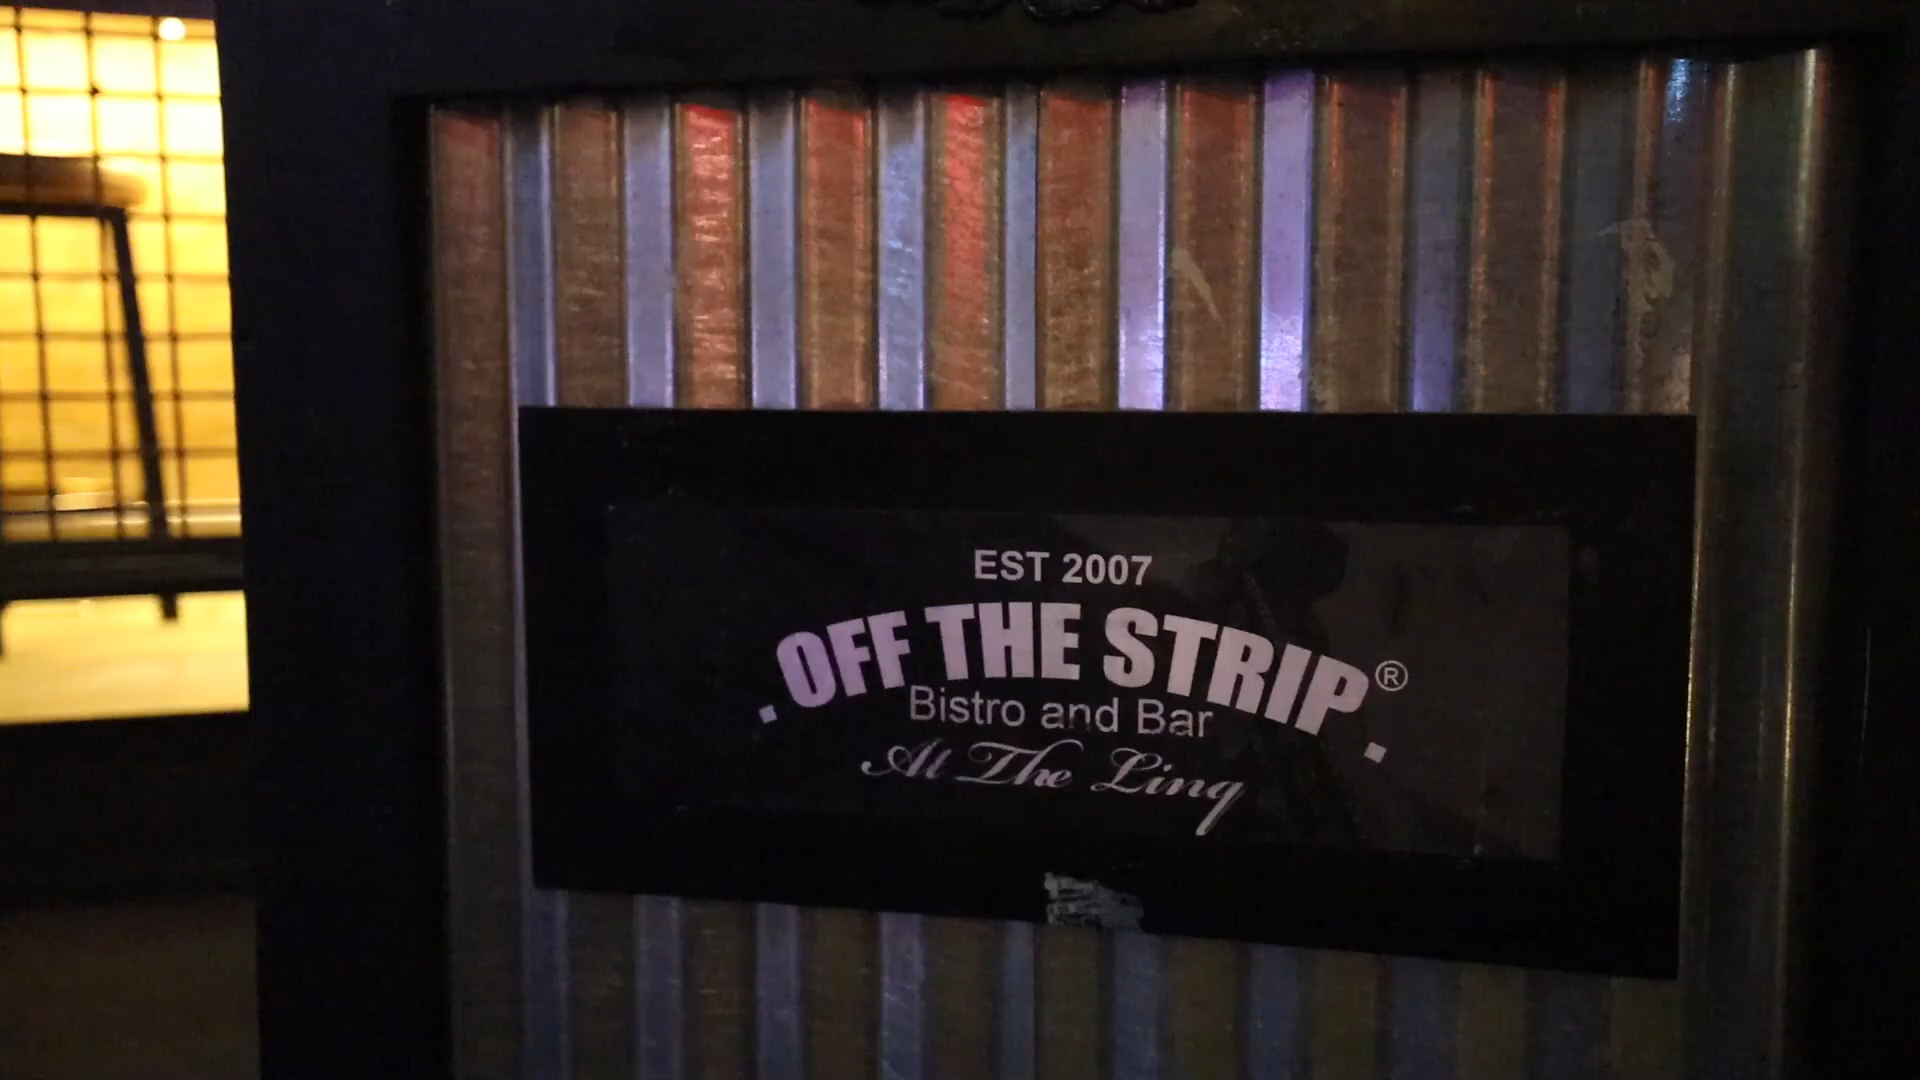 EST 2007
. OFF THE STRIP ® .
Bistro and Bar
At The Linq